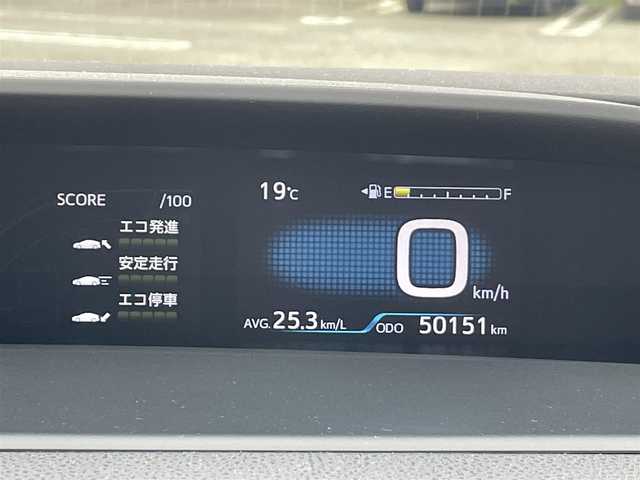 19℃ E F
SCORE /100
エコ発進
安定走行
0 km/h
エコ停車
AVG. 25.3 km/L ODO 50151 km